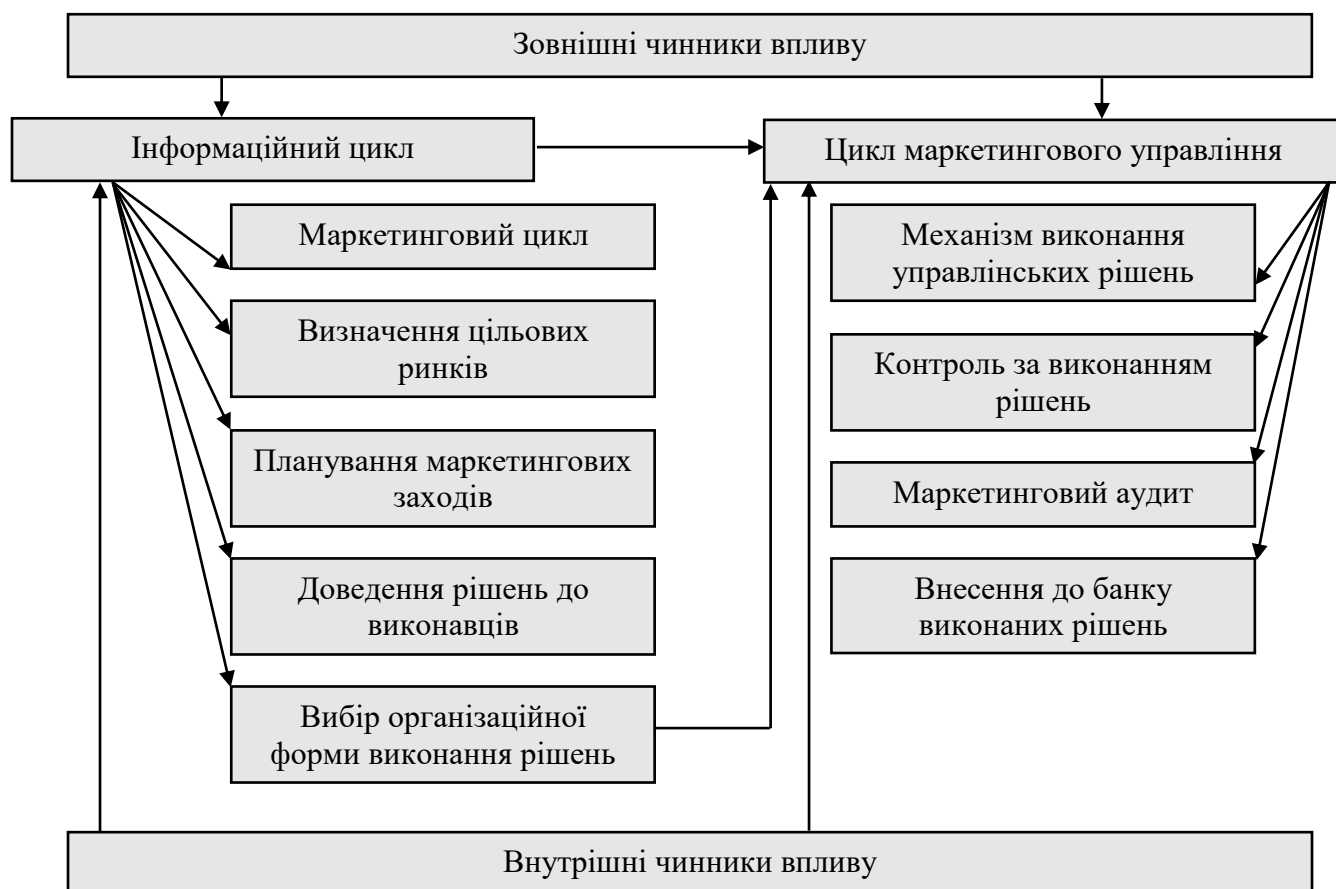 Зовнішні чинники впливу
Інформаційний цикл
Цикл маркетингового управління
Маркетинговий цикл
Визначення цільових
ринків
Планування маркетингових
заходів
Доведення рішень до
виконавців
Вибір організаційної
форми виконання рішень
Механізм виконання
управлінських рішень
Контроль за виконанням
рішень
Маркетинговий аудит
Внесення до банку
виконаних рішень
Внутрішні чинники впливу